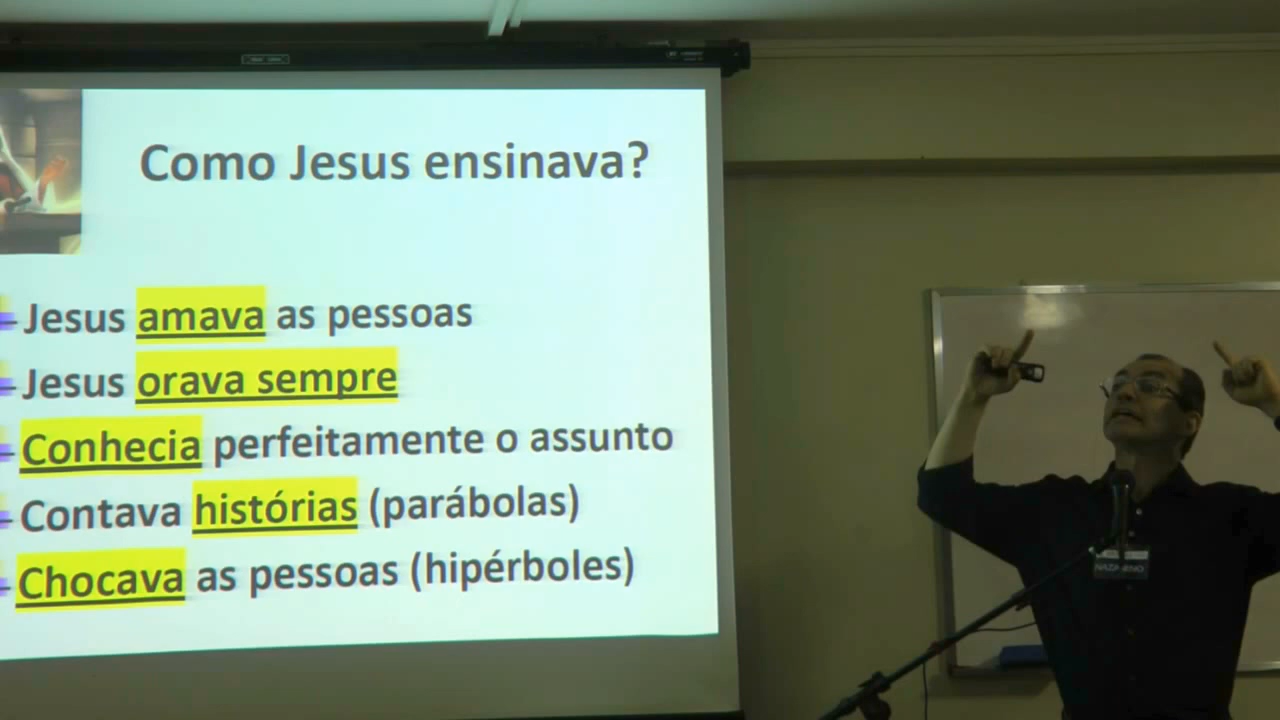 Como Jesus ensinava?
- Jesus amava as pessoas
- Jesus orava sempre
- Conhecia perfeitamente o assunto
- Contava histórias (parábolas)
- Chocava as pessoas (hipérboles)